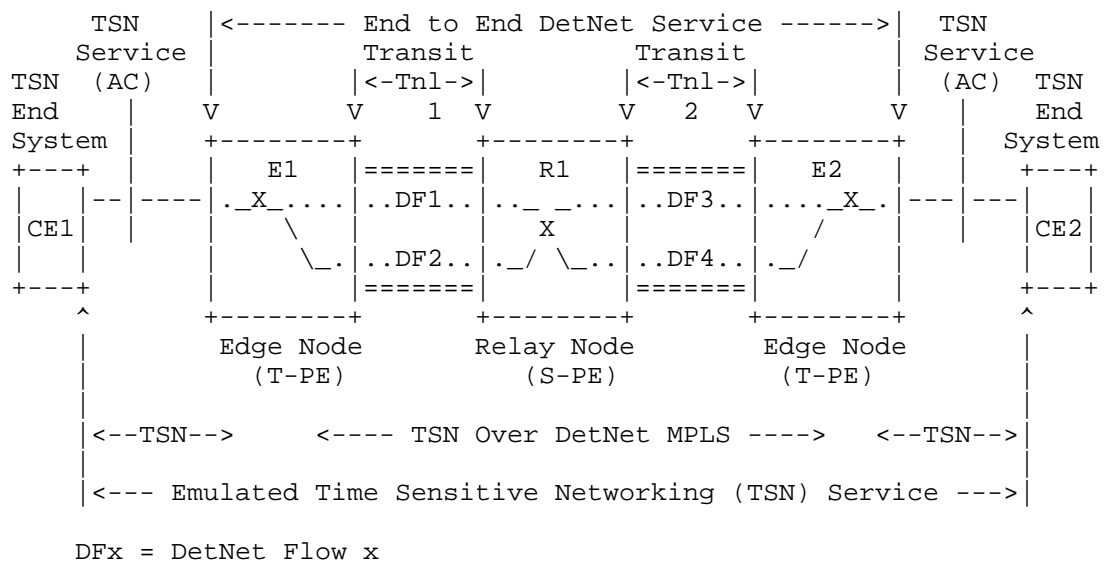 TSN |<------- End to End DetNet Service ------>| TSN
Service | Transit Transit | Service
TSN (AC) | |<-Tnl->| |<-Tnl->| | (AC) TSN
End | V V 1 V V 2 V V | End
System | +--------+ +--------+ +--------+ | System
+---+ | | E1 |=======| R1 |=======| E2 | | +---+
| |--|----|._X_....|..DF1..|.._ _...|..DF3..|...._X_.|---|---| |
|CE1| | | \ | | X | | / | | |CE2|
| | | \_.|..DF2..|._/ \_..|..DF4..|._/ | | |
+---+ | |=======| |=======| | +---+
^ +--------+ +--------+ +--------+ ^
| Edge Node Relay Node Edge Node |
| (T-PE) (S-PE) (T-PE) |
| |
|<--TSN--> <---- TSN Over DetNet MPLS ----> <--TSN-->|
| |
|<--- Emulated Time Sensitive Networking (TSN) Service --->|
DFx = DetNet Flow x